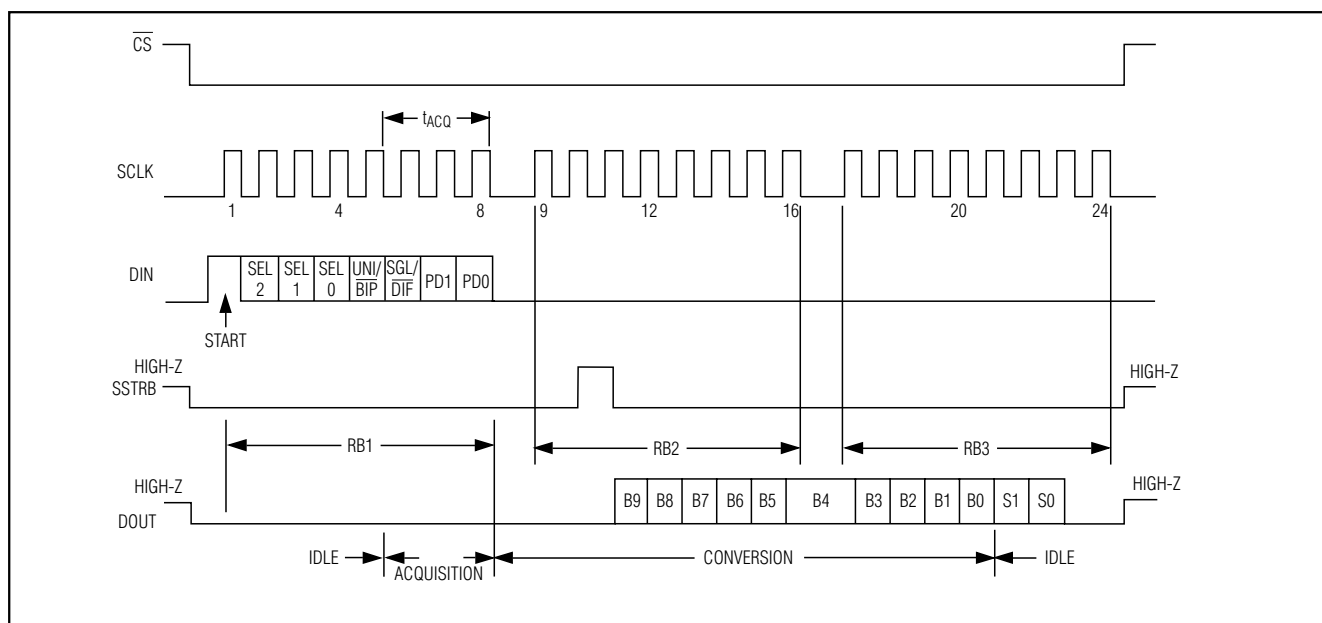 CS
tACQ
SCLK
1 4 8 9 12 16 20 24
DIN
SEL 2 SEL 1 SEL 0 UNI/BIP SGL/DIF PD1 PD0
START
HIGH-Z HIGH-Z
SSTRB
RB1 RB2 RB3
HIGH-Z HIGH-Z
B9 B8 B7 B6 B5 B4 B3 B2 B1 B0 S1 S0
DOUT
IDLE ACQUISITION CONVERSION IDLE